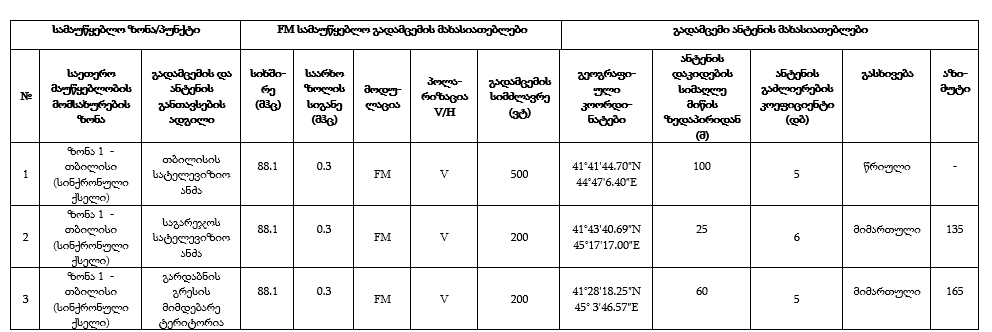 სამაუწყებლო ზონა/პუნქტი FM სამაუწყებლო გადამცემის მახასიათებლები გადამცემი ანტენის მახასიათებლები
№ საეთერო მაუწყებლობის მომსახურების ზონა გადამცემის და ანტენის განთავსების ადგილი სიხში-რე (მჰც) საარხო ზოლის სიგანე (მჰც) მოდუ-ლაცია პოლა-რიზაცია V/H გადამცემის სიმძლავრე (ვტ) გეოგრაფი-ული კოორდი-ნატები ანტენის დაკიდების სიმაღლე მიწის ზედაპირიდან (მ) ანტენის გაძლიერების კოეფიციენტი (დბ) გასხივება აზი-მუტი
1 ზონა 1 - თბილისი (სინქრონული ქსელი) თბილისის სატელევიზიო ანძა 88.1 0.3 FM V 500 41°41'44.70"N 44°47'6.40"E 100 5 წრიული -
2 ზონა 1 - თბილისი (სინქრონული ქსელი) საგარეჯოს სატელევიზიო ანძა 88.1 0.3 FM V 200 41°43'40.69"N 45°17'17.00"E 25 6 მიმართული 135
3 ზონა 1 - თბილისი (სინქრონული ქსელი) გარდაბნის გრესის მიმდებარე ტერიტორია 88.1 0.3 FM V 200 41°28'18.25"N 45° 3'46.57"E 60 5 მიმართული 165